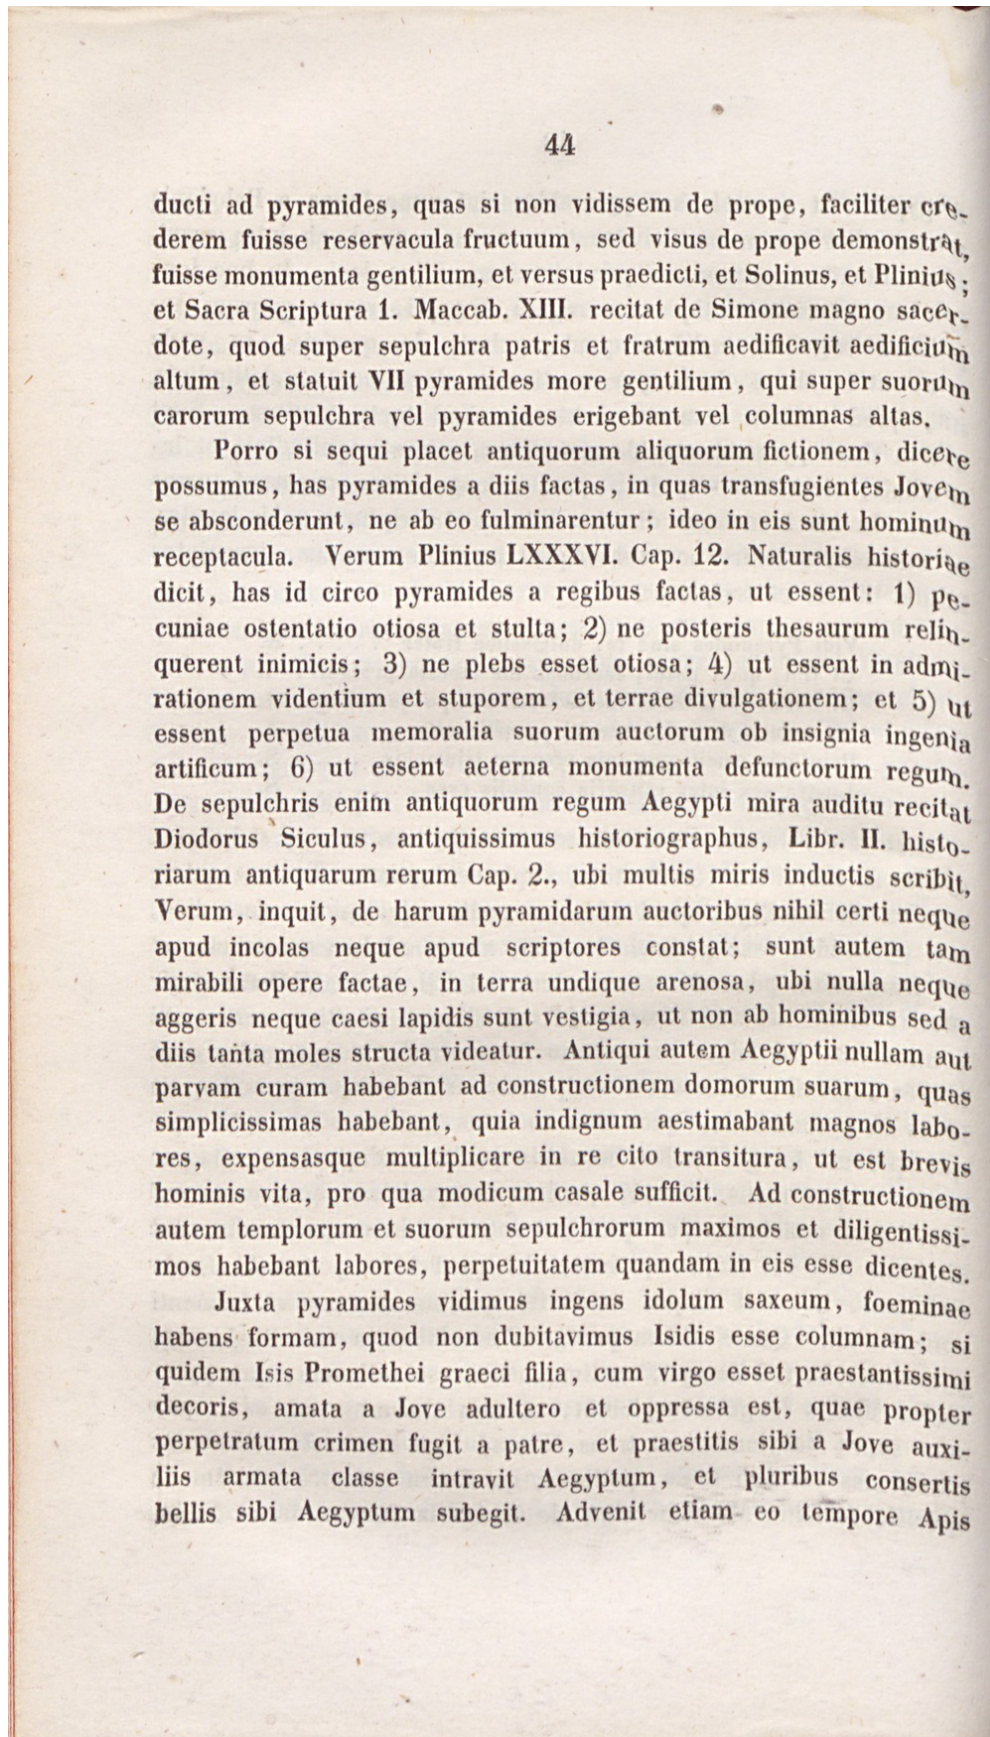 44
ducti ad pyramides, quas si non vidissem de prope, faciliter cre-
derem fuisse reservacula fructuum, sed visus de prope demonstrat,
fuisse monumenta gentilium, et versus praedicti, et Solinus, et Plinius;
et Sacra Scriptura 1. Maccab. XIII. recitat de Simone magno sacer-
dote, quod super sepulchra patris et fratrum aedificavit aedificium
altum, et statuit VII pyramides more gentilium, qui super suorum
carorum sepulchra vel pyramides erigebant vel columnas altas.
Porro si sequi placet antiquorum aliquorum fictionem, dicere
possumus, has pyramides a diis factas, in quas transfugientes Jovem
se absconderunt, ne ab eo fulminarentur; ideo in eis sunt hominum
receptacula. Verum Plinius LXXXVI. Cap. 12. Naturalis historiae
dicit, has id circo pyramides a regibus factas, ut essent: 1) pe-
cuniae ostentatio otiosa et stulta; 2) ne posteris thesaurum relin-
querent inimicis; 3) ne plebs esset otiosa; 4) ut essent in admi-
rationem videntium et stuporem, et terrae divulgationem; et 5) ut
essent perpetua memoralia suorum auctorum ob insignia ingenia
artificum; 6) ut essent aeterna monumenta defunctorum regum.
De sepulchris enim antiquorum regum Aegypti mira auditu recitat
Diodorus Siculus, antiquissimus historiographus, Libr. II. histo-
riarum antiquarum rerum Cap. 2., ubi multis miris inductis scribit,
Verum, inquit, de harum pyramidarum auctoribus nihil certi neque
apud incolas neque apud scriptores constat; sunt autem tam
mirabili opere factae, in terra undique arenosa, ubi nulla neque
aggeris neque caesi lapidis sunt vestigia, ut non ab hominibus sed a
diis tanta moles structa videatur. Antiqui autem Aegyptii nullam aut
parvam curam habebant ad constructionem domorum suarum, quas
simplicissimas habebant, quia indignum aestimabant magnos labo-
res, expensasque multiplicare in re cito transitura, ut est brevis
hominis vita, pro qua modicum casale sufficit. Ad constructionem
autem templorum et suorum sepulchrorum maximos et diligentissi-
mos habebant labores, perpetuitatem quandam in eis esse dicentes.
Juxta pyramides vidimus ingens idolum saxeum, foeminae
habens formam, quod non dubitavimus Isidis esse columnam; si
quidem Isis Promethei graeci filia, cum virgo esset praestantissimi
decoris, amata a Jove adultero et oppressa est, quae propter
perpetratum crimen fugit a patre, et praestitis sibi a Jove auxi-
liis armata classe intravit Aegyptum, et pluribus consertis
bellis sibi Aegyptum subegit. Advenit etiam eo tempore Apis